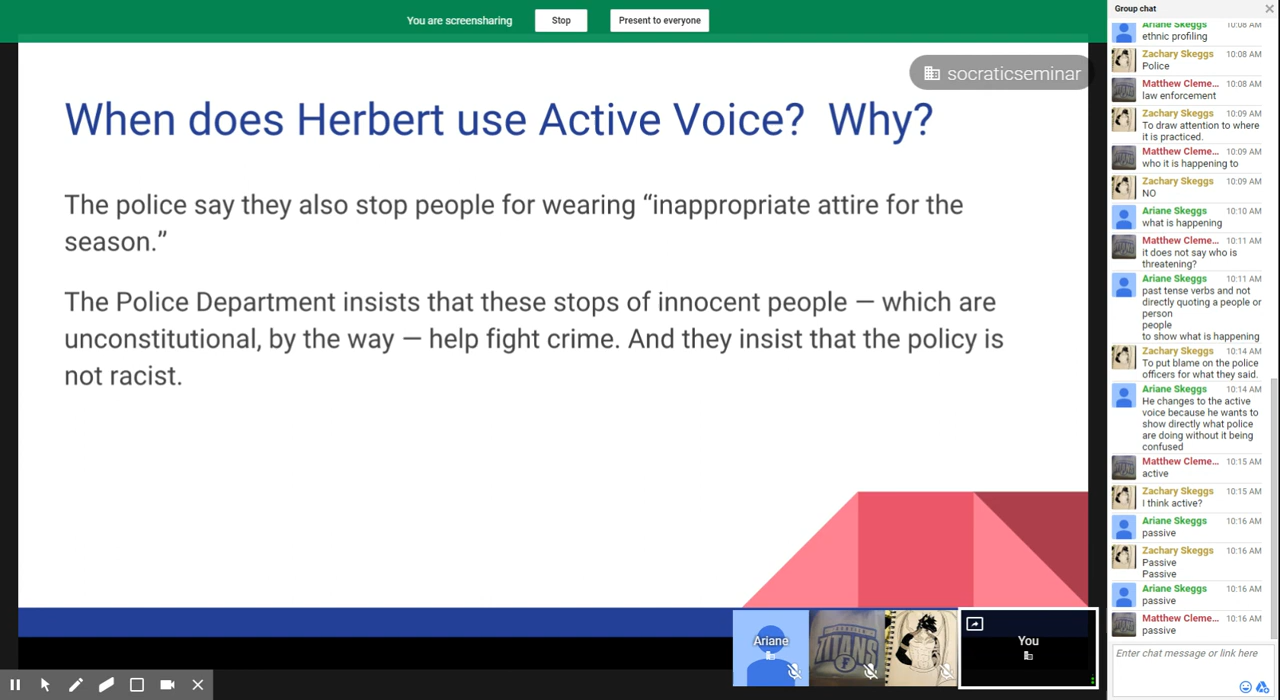 You are screensharing
Stop
Present to everyone
socraticseminar
When does Herbert use Active Voice? Why?
The police say they also stop people for wearing “inappropriate attire for the
season.”
The Police Department insists that these stops of innocent people — which are
unconstitutional, by the way — help fight crime. And they insist that the policy is
not racist.
Ariane
TITANS
You
Group chat
Ariane Skeggs 10:08 AM
ethnic profiling
Zachary Skeggs 10:08 AM
Police
Matthew Cleme... 10:08 AM
law enforcement
Zachary Skeggs 10:09 AM
To draw attention to where
it is practiced.
Matthew Cleme... 10:09 AM
who it is happening to
Zachary Skeggs 10:09 AM
NO
Ariane Skeggs 10:10 AM
what is happening
Matthew Cleme... 10:11 AM
it does not say who is
threatening?
Ariane Skeggs 10:11 AM
past tense verbs and not
directly quoting a people or
person
people
to show what is happening
Zachary Skeggs 10:14 AM
To put blame on the police
officers for what they said.
Ariane Skeggs 10:14 AM
He changes to the active
voice because he wants to
show directly what police
are doing without it being
confused
Matthew Cleme... 10:15 AM
active
Zachary Skeggs 10:15 AM
I think active?
Ariane Skeggs 10:16 AM
passive
Zachary Skeggs 10:16 AM
Passive
Passive
Ariane Skeggs 10:16 AM
passive
Matthew Cleme... 10:16 AM
passive
Enter chat message or link here